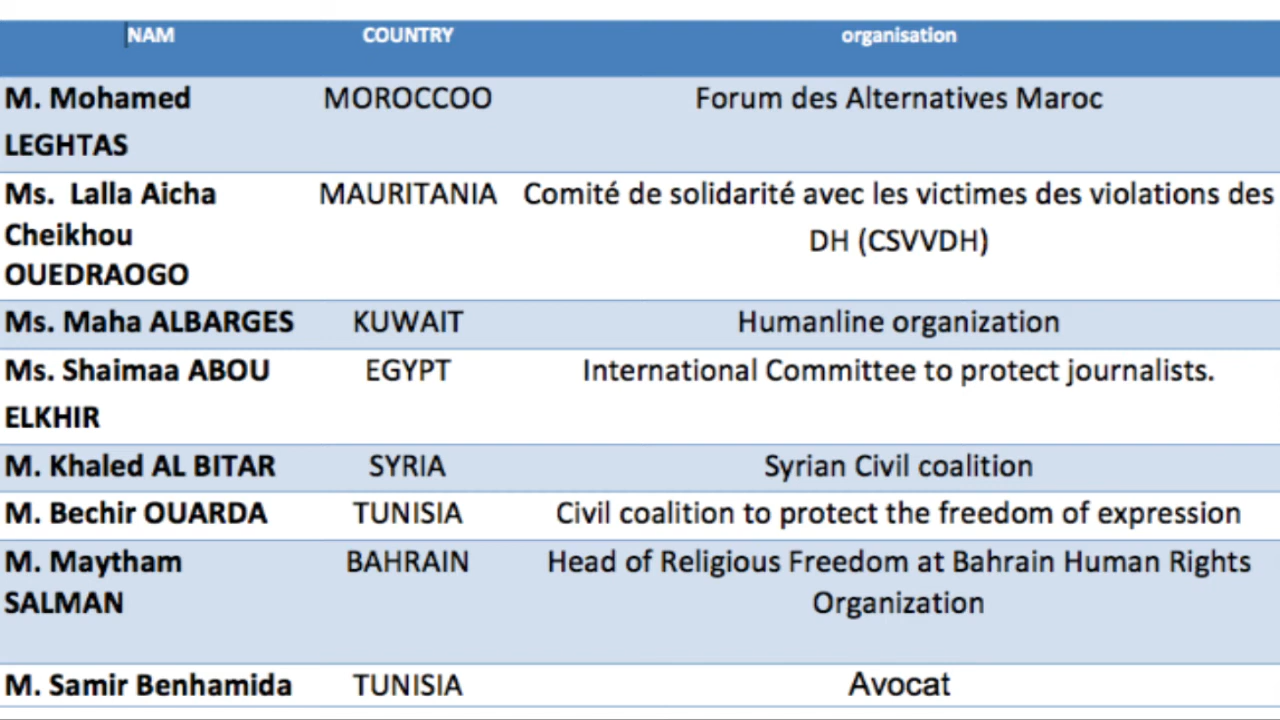 NAM COUNTRY organisation
M. Mohamed MOROCCOO Forum des Alternatives Maroc
LEGHTAS
Ms. Lalla Aicha MAURITANIA Comité de solidarité avec les victimes des violations des
Cheikhou DH (CSVVDH)
OUEDRAOGO
Ms. Maha ALBARGES KUWAIT Humanline organization
Ms. Shaimaa ABOU EGYPT International Committee to protect journalists.
ELKHIR
M. Khaled AL BITAR SYRIA Syrian Civil coalition
M. Bechir OUARDA TUNISIA Civil coalition to protect the freedom of expression
M. Maytham BAHRAIN Head of Religious Freedom at Bahrain Human Rights
SALMAN Organization
M. Samir Benhamida TUNISIA Avocat